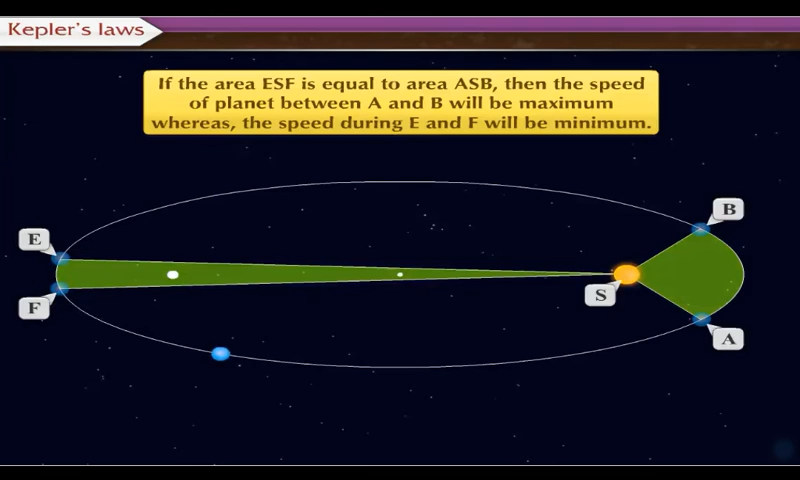 Kepler's laws
If the area ESF is equal to area ASB, then the speed
of planet between A and B will be maximum
whereas, the speed during E and F will be minimum.
B
E
S
F
A